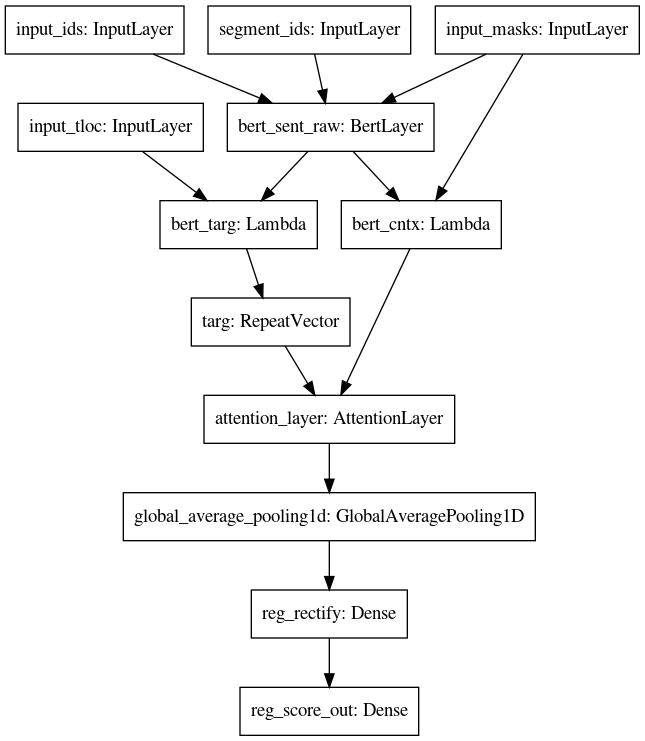 input_ids: InputLayer
segment_ids: InputLayer
input_masks: InputLayer
input_tloc: InputLayer
bert_sent_raw: BertLayer
bert_targ: Lambda
bert_cntx: Lambda
targ: RepeatVector
attention_layer: AttentionLayer
global_average_pooling1d: GlobalAveragePooling1D
reg_rectify: Dense
reg_score_out: Dense